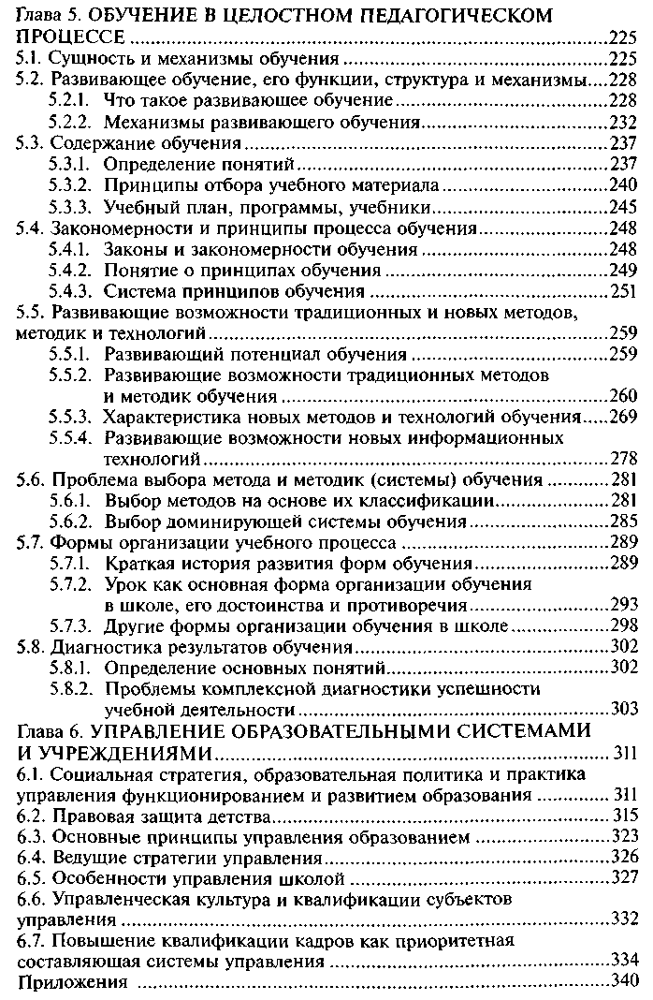 Глава 5. ОБУЧЕНИЕ В ЦЕЛОСТНОМ ПЕДАГОГИЧЕСКОМ
ПРОЦЕССЕ ... 225
5.1. Сущность и механизмы обучения ... 225
5.2. Развивающее обучение, его функции, структура и механизмы ... 228
5.2.1. Что такое развивающее обучение ... 228
5.2.2. Механизмы развивающего обучения ... 232
5.3. Содержание обучения ... 237
5.3.1. Определение понятий ... 237
5.3.2. Принципы отбора учебного материала ... 240
5.3.3. Учебный план, программы, учебники ... 245
5.4. Закономерности и принципы процесса обучения ... 248
5.4.1. Законы и закономерности обучения ... 248
5.4.2. Понятие о принципах обучения ... 249
5.4.3. Система принципов обучения ... 251
5.5. Развивающие возможности традиционных и новых методов,
методик и технологий ... 259
5.5.1. Развивающий потенциал обучения ... 259
5.5.2. Развивающие возможности традиционных методов
и методик обучения ... 260
5.5.3. Характеристика новых методов и технологий обучения ... 269
5.5.4. Развивающие возможности новых информационных
технологий ... 278
5.6. Проблема выбора метода и методик (системы) обучения ... 281
5.6.1. Выбор методов на основе их классификации ... 281
5.6.2. Выбор доминирующей системы обучения ... 285
5.7. Формы организации учебного процесса ... 289
5.7.1. Краткая история развития форм обучения ... 289
5.7.2. Урок как основная форма организации обучения
в школе, его достоинства и противоречия ... 293
5.7.3. Другие формы организации обучения в школе ... 298
5.8. Диагностика результатов обучения ... 302
5.8.1. Определение основных понятий ... 302
5.8.2. Проблемы комплексной диагностики успешности
учебной деятельности ... 303
Глава 6. УПРАВЛЕНИЕ ОБРАЗОВАТЕЛЬНЫМИ СИСТЕМАМИ
И УЧРЕЖДЕНИЯМИ ... 311
6.1. Социальная стратегия, образовательная политика и практика
управления функционированием и развитием образования ... 311
6.2. Правовая защита детства ... 315
6.3. Основные принципы управления образованием ... 323
6.4. Ведущие стратегии управления ... 326
6.5. Особенности управления школой ... 327
6.6. Управленческая культура и квалификации субъектов
управления ... 332
6.7. Повышение квалификации кадров как приоритетная
составляющая системы управления ... 334
Приложения ... 340